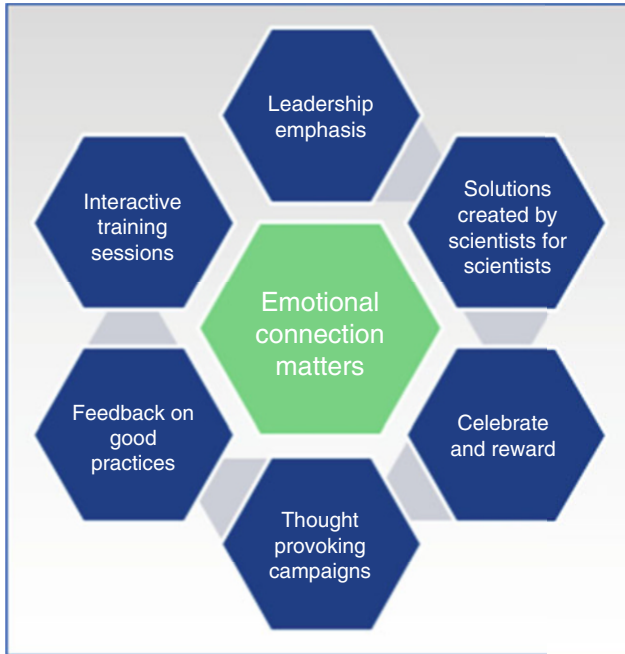 Leadership
emphasis
Solutions
created by
scientists for
scientists
Celebrate
and reward
Thought
provoking
campaigns
Feedback on
good
practices
Interactive
training
sessions
Emotional
connection
matters